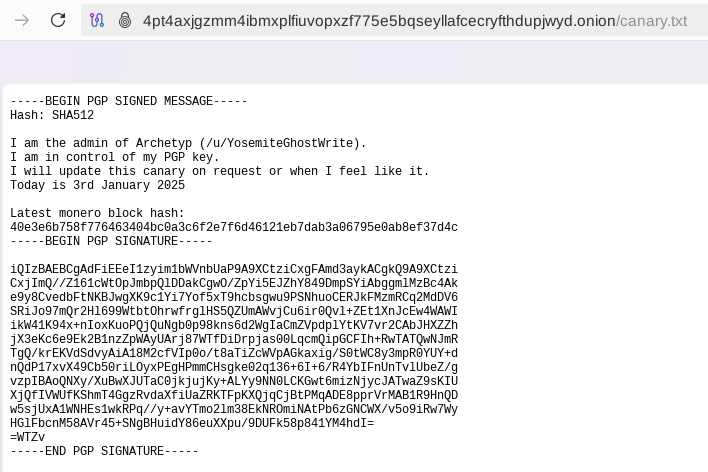 4pt4axjgzmm4ibmxplfiuvopxzf775e5bqseyllafcecryfthdupjwyd.onion/canary.txt
-----BEGIN PGP SIGNED MESSAGE-----
Hash: SHA512
I am the admin of Archetyp (/u/YosemiteGhostWrite).
I am in control of my PGP key.
I will update this canary on request or when I feel like it.
Today is 3rd January 2025
Latest monero block hash:
40e3e6b758f776463404bc0a3c6f2e7f6d46121eb7dab3a06795e0ab8ef37d4c
-----BEGIN PGP SIGNATURE-----
iQIzBAEBCgAdFiEEeI1zyim1bWVnbUaP9A9XCtziCxgFAmd3aykACgkQ9A9XCtzi
CxjImQ//Z161cWtOpJmbpQlDDakCgwO/ZpYi5EJZhY849DmpSYiAbggmlMzBc4Ak
e9y8CvedbFtNKBJwgXK9c1Yi7Yof5xT9hcbsgwu9PSNhuoCERJkFMzmRCq2MdDV6
SRiJo97mQr2Hl699WtbtOhrwfrglHS5QZUmAWvjCu6ir0Qvl+ZEt1XnJcEw4WAWI
ikW41K94x+nIoxKuoPQjQuNgb0p98kns6d2WgIaCmZVpdplYtKV7vr2CAbJHXZZh
jX3eKc6e9Ek2B1nzZpWAyUArj87WTfDiDrpjas00LqcmQipGCFIh+RwTATQwNJmR
TgQ/krEKVdSdvyAiA18M2cfVIp0o/t8aTiZcWVpAGkaxig/S0tWC8y3mpR0YUY+d
nQdP17xvX49Cb50riLOyxPEgHPmmCHsgke02q136+6I+6/R4YbIFnUnTvlUbeZ/g
vzpIBAoQNXy/XuBwXJUTaC0jkjujKy+ALYy9NN0LCKGwt6mizNjycJATwaZ9sKIU
XjQfIVWUfKShmT4GgzRvdaXfiUaZRKTFpKXQjqCjBtPMqADE8pprVrMAB1R9HnQD
w5sjUxA1WNHEs1wkRPq//y+avYTmo2lm38EkNROmiNAtPb6zGNCWX/v5o9iRw7Wy
HGlFbcnM58AVr45+SNgBHuidY86euXXpu/9DUFk58p841YM4hdI=
=WTZv
-----END PGP SIGNATURE-----